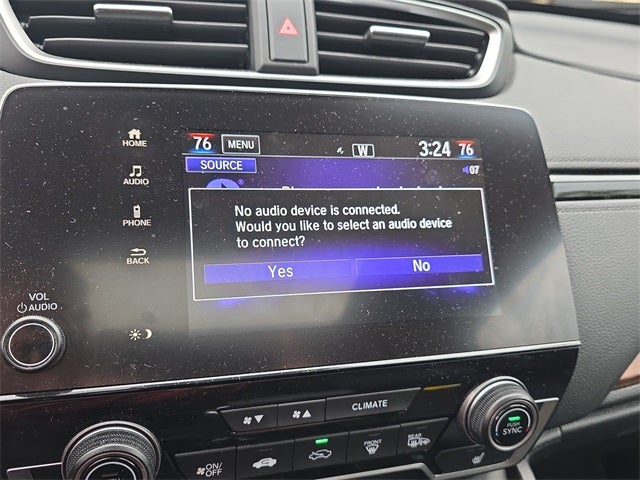 HOME
AUDIO
PHONE
BACK
VOL
AUDIO
76 MENU W 3:24 76
SOURCE
07
No audio device is connected.
Would you like to select an audio device
to connect?
Yes No
CLIMATE
ON/
OFF
FRONT
REAR
PUSH
SYNC